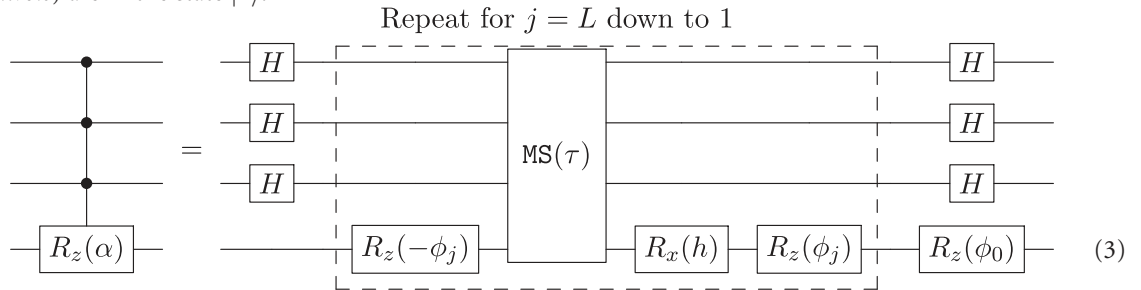 Repeat for j = L down to 1
H H
H H
= MS(τ)
H H
R_z(α) R_z(−ϕ_j) R_x(h) R_z(ϕ_j) R_z(ϕ_0) (3)